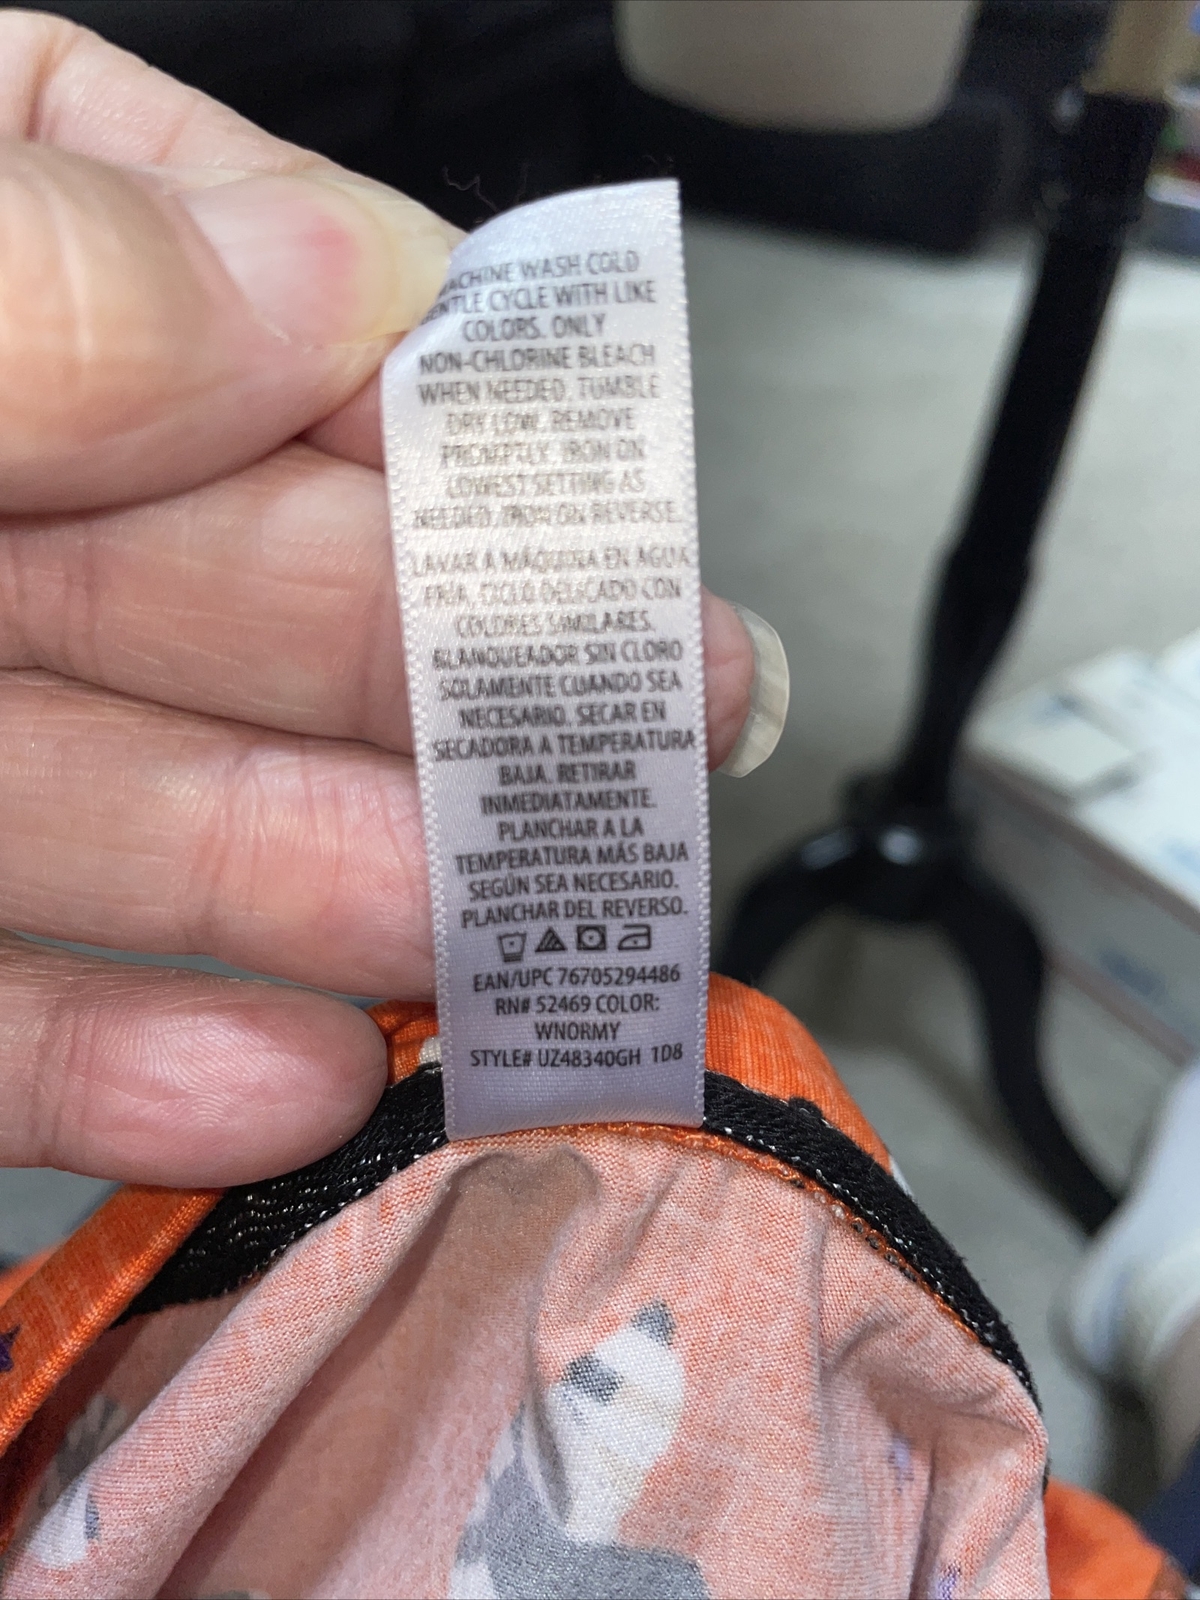 MACHINE WASH COLD
GENTLE CYCLE WITH LIKE
COLORS. ONLY
NON-CHLORINE BLEACH
WHEN NEEDED. TUMBLE
DRY LOW. REMOVE
PROMPTLY. IRON ON
LOWEST SETTING AS
NEEDED. IRON ON REVERSE.
LAVAR A MÁQUINA EN AGUA
FRÍA, CICLO DELICADO CON
COLORES SIMILARES.
BLANQUEADOR SIN CLORO
SOLAMENTE CUANDO SEA
NECESARIO. SECAR EN
SECADORA A TEMPERATURA
BAJA. RETIRAR
INMEDIATAMENTE.
PLANCHAR A LA
TEMPERATURA MÁS BAJA
SEGÚN SEA NECESARIO.
PLANCHAR DEL REVERSO.
EAN/UPC 76705294486
RN# 52469 COLOR:
WNORMY
STYLE# UZ48340GH 1D8